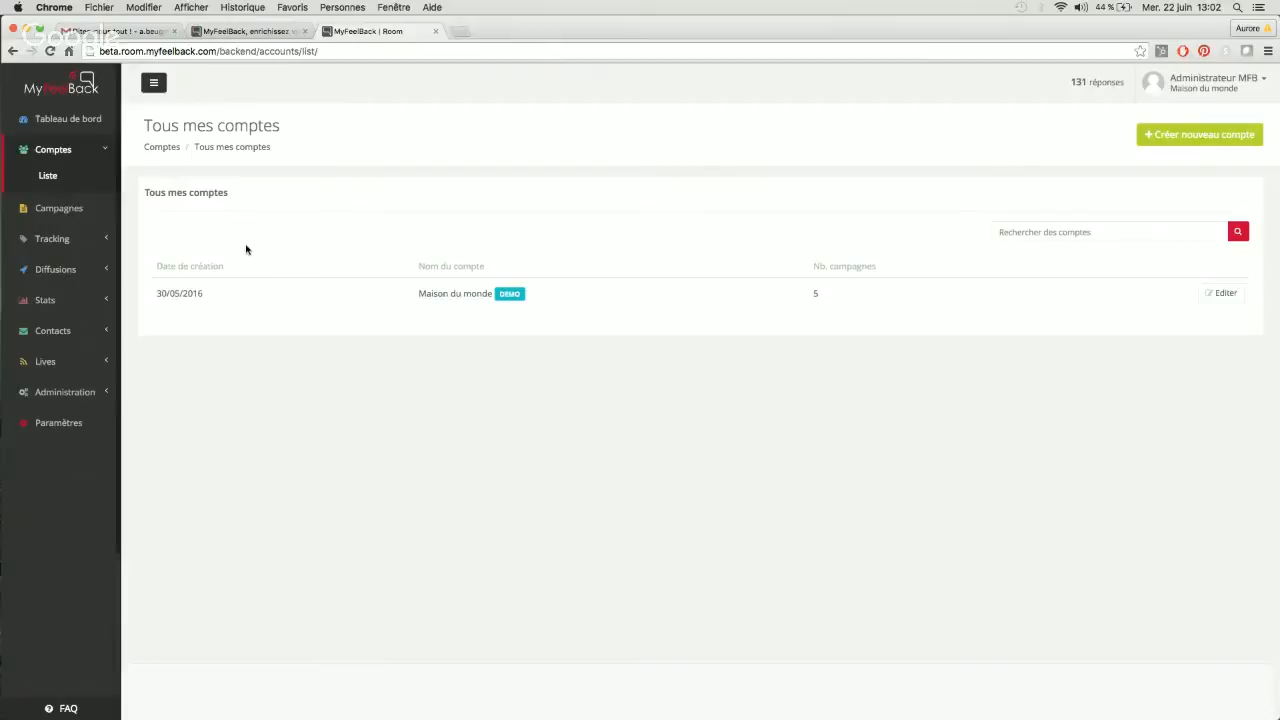 Chrome Fichier Modifier Afficher Historique Favoris Personnes Fenêtre Aide 44 % Mer. 22 juin 13:02
Google
MyFeelBack, enrichissez MyFeelBack | Room Aurore
beta.room.myfeelback.com/backend/accounts/list/
MyFeelBack
131 réponses
Administrateur MFB
Maison du monde
Tableau de bord
Comptes
Liste
Campagnes
Tracking
Diffusions
Stats
Contacts
Lives
Administration
Paramètres
FAQ
Tous mes comptes
Comptes / Tous mes comptes
+ Créer nouveau compte
Tous mes comptes
Rechercher des comptes
Date de création Nom du compte Nb. campagnes
30/05/2016 Maison du monde DEMO 5 Editer